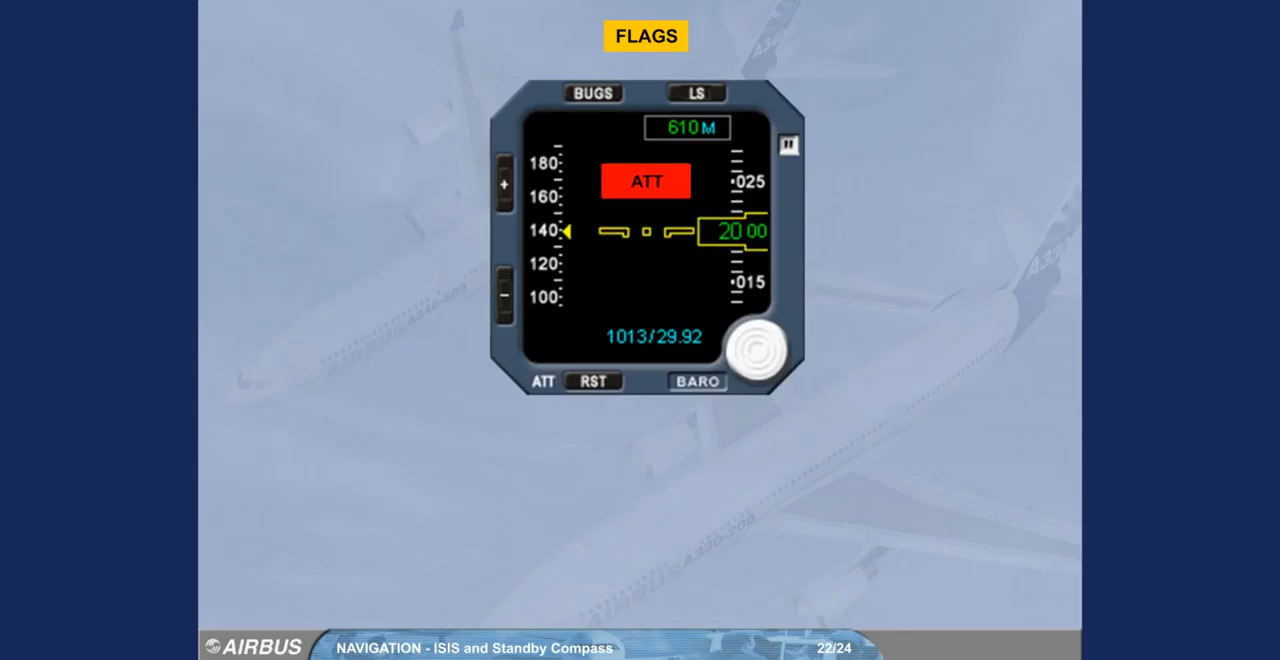 FLAGS
BUGS
LS
610 M
180
ATT
025
+
160
140
20 00
120
015
−
100
1013/29.92
ATT
RST
BARO
AIRBUS
NAVIGATION - ISIS and Standby Compass
22/24